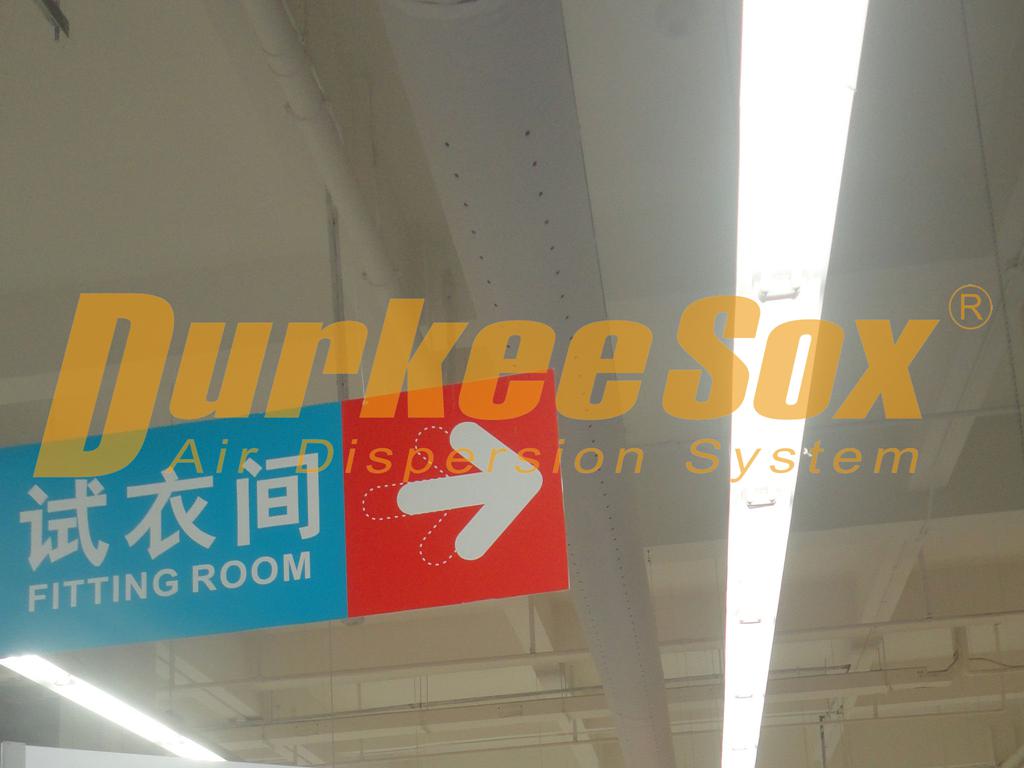 DurkeeSox®
Air Dispersion System
试衣间
FITTING ROOM